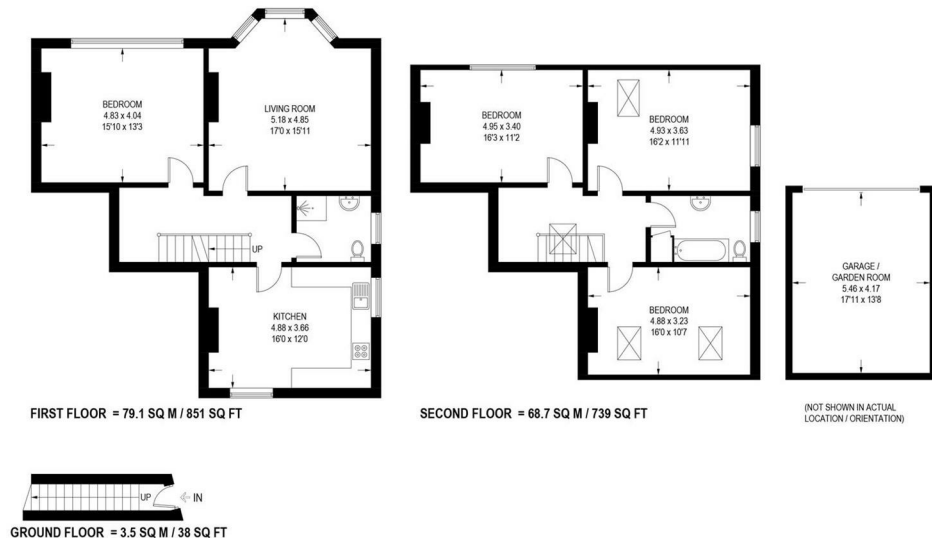 BEDROOM
4.83 x 4.04
15'10 x 13'3
LIVING ROOM
5.18 x 4.85
17'0 x 15'11
UP
KITCHEN
4.88 x 3.66
16'0 x 12'0
FIRST FLOOR = 79.1 SQ M / 851 SQ FT
BEDROOM
4.95 x 3.40
16'3 x 11'2
BEDROOM
4.93 x 3.63
16'2 x 11'11
BEDROOM
4.88 x 3.23
16'0 x 10'7
SECOND FLOOR = 68.7 SQ M / 739 SQ FT
GARAGE /
GARDEN ROOM
5.46 x 4.17
17'11 x 13'8
(NOT SHOWN IN ACTUAL
LOCATION / ORIENTATION)
UP
IN
GROUND FLOOR = 3.5 SQ M / 38 SQ FT